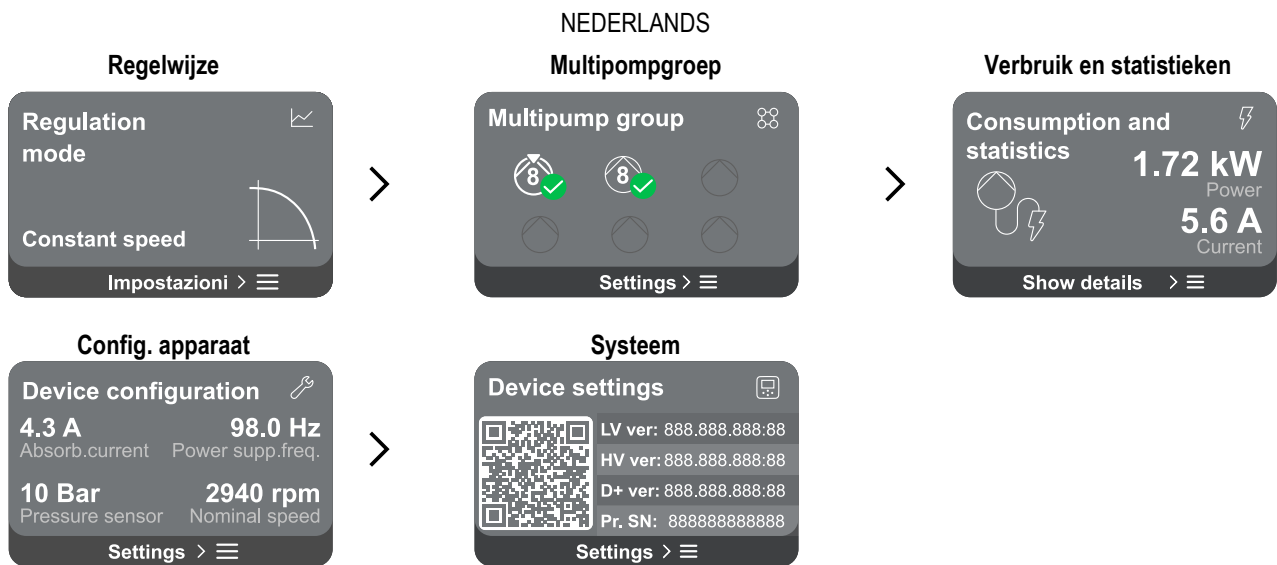 NEDERLANDS
Regelwijze
Multipompgroep
Verbruik en statistieken
Regulation
mode
Constant speed
Impostazioni >
Multipump group
8
8
Settings >
Consumption and
statistics
1.72 kW
Power
5.6 A
Current
Show details >
Config. apparaat
Systeem
Device configuration
4.3 A 98.0 Hz
Absorb.current Power supp.freq.
10 Bar 2940 rpm
Pressure sensor Nominal speed
Settings >
Device settings
LV ver: 888.888.888:88
HV ver: 888.888.888:88
D+ ver: 888.888.888:88
Pr. SN: 888888888888
Settings >